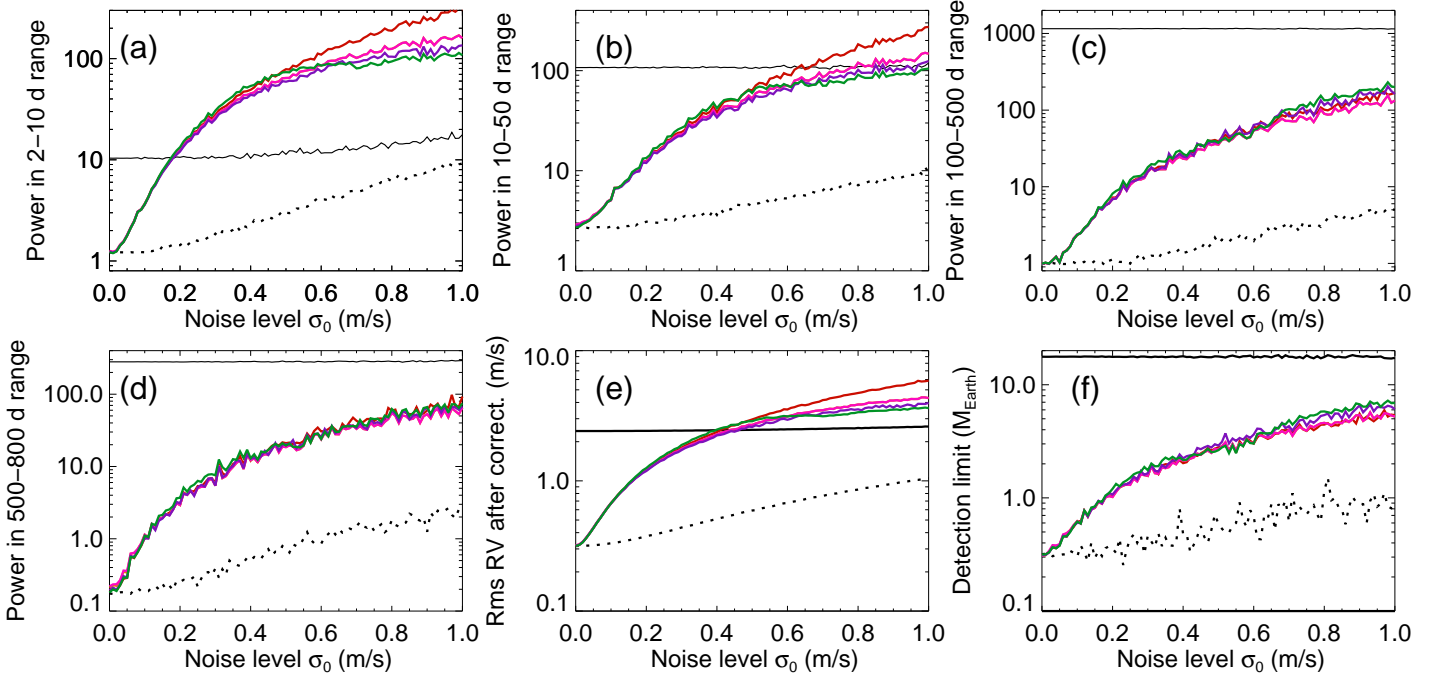 (a)
Power in 2−10 d range
100
10
1
0.0 0.2 0.4 0.6 0.8 1.0
Noise level σ0 (m/s)
(b)
Power in 10−50 d range
100
10
1
0.0 0.2 0.4 0.6 0.8 1.0
Noise level σ0 (m/s)
(c)
Power in 100−500 d range
1000
100
10
1
0.0 0.2 0.4 0.6 0.8 1.0
Noise level σ0 (m/s)
(d)
Power in 500−800 d range
100.0
10.0
1.0
0.1
0.0 0.2 0.4 0.6 0.8 1.0
Noise level σ0 (m/s)
(e)
Rms RV after correct. (m/s)
10.0
1.0
0.1
0.0 0.2 0.4 0.6 0.8 1.0
Noise level σ0 (m/s)
(f)
Detection limit (MEarth)
10.0
1.0
0.1
0.0 0.2 0.4 0.6 0.8 1.0
Noise level σ0 (m/s)